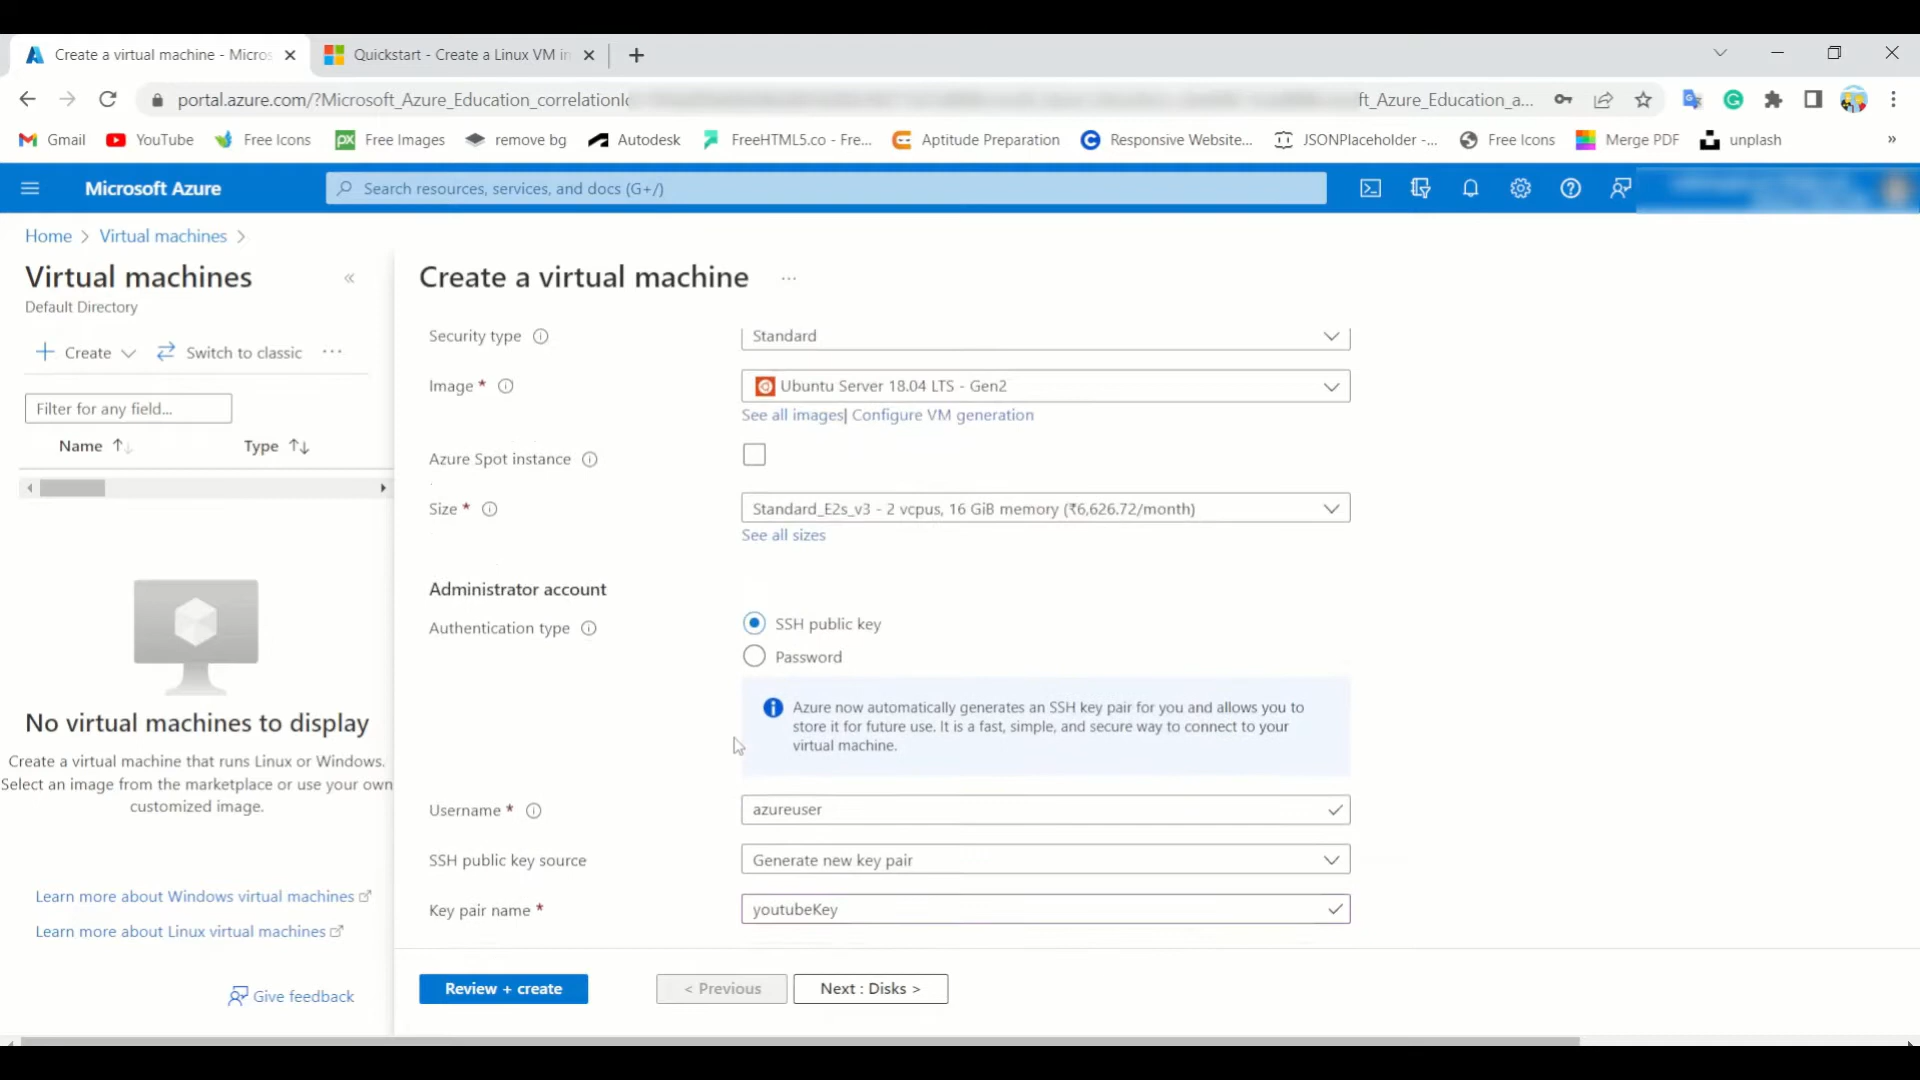 Create a virtual machine - Micros
Quickstart - Create a Linux VM in
portal.azure.com/?Microsoft_Azure_Education_correlationId
ft_Azure_Education_a...
Gmail
YouTube
Free Icons
Free Images
remove bg
Autodesk
FreeHTML5.co - Fre...
Aptitude Preparation
Responsive Website...
JSONPlaceholder -...
Free Icons
Merge PDF
unplash
»
Microsoft Azure
Search resources, services, and docs (G+/)
Home > Virtual machines >
Virtual machines
«
Default Directory
+ Create
Switch to classic
...
Filter for any field...
Name ↑↓
Type ↑↓
No virtual machines to display
Create a virtual machine that runs Linux or Windows.
Select an image from the marketplace or use your own
customized image.
Learn more about Windows virtual machines
Learn more about Linux virtual machines
Give feedback
Create a virtual machine
...
Security type
Standard
Image *
Ubuntu Server 18.04 LTS - Gen2
See all images| Configure VM generation
Azure Spot instance
Size *
Standard_E2s_v3 - 2 vcpus, 16 GiB memory (₹6,626.72/month)
See all sizes
Administrator account
Authentication type
SSH public key
Password
Azure now automatically generates an SSH key pair for you and allows you to
store it for future use. It is a fast, simple, and secure way to connect to your
virtual machine.
Username *
azureuser
SSH public key source
Generate new key pair
Key pair name *
youtubeKey
Review + create
< Previous
Next : Disks >